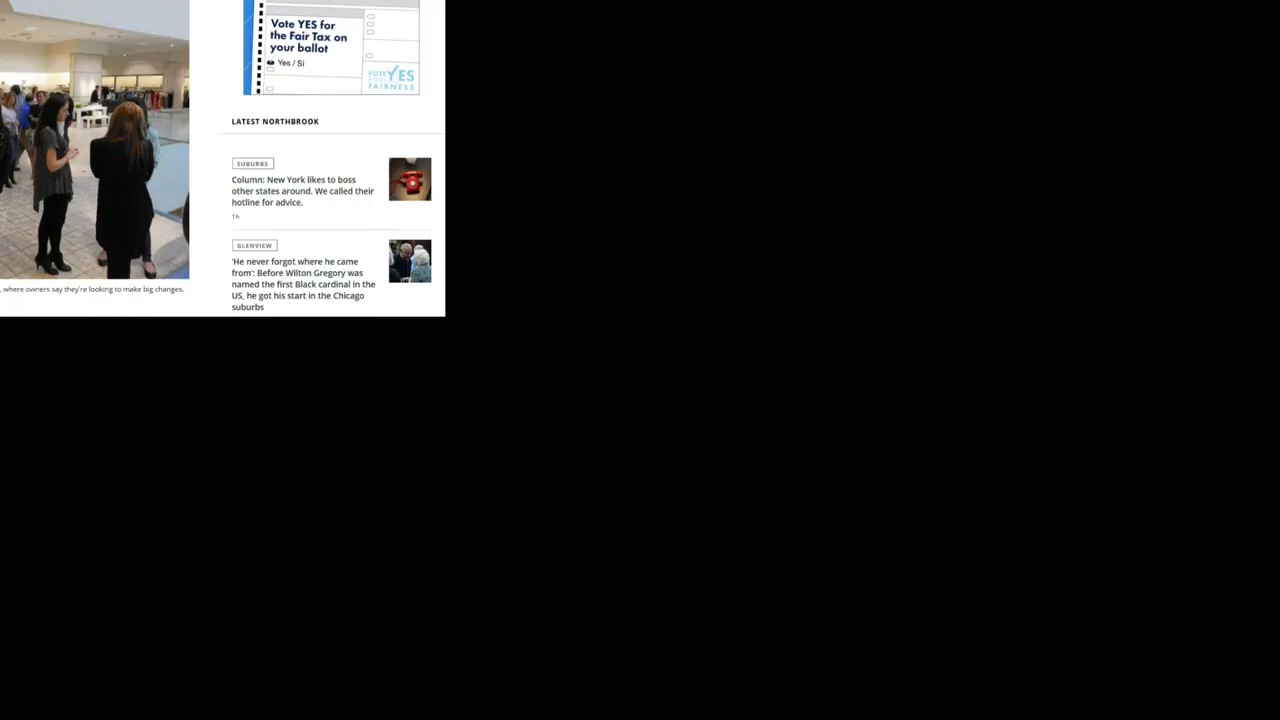 Vote YES for
the Fair Tax on
your ballot
Yes / Si
VOTE YES
FOR
FAIRNESS
LATEST NORTHBROOK
SUBURBS
Column: New York likes to boss
other states around. We called their
hotline for advice.
1h
GLENVIEW
'He never forgot where he came
from': Before Wilton Gregory was
named the first Black cardinal in the
US, he got his start in the Chicago
suburbs
, where owners say they're looking to make big changes.